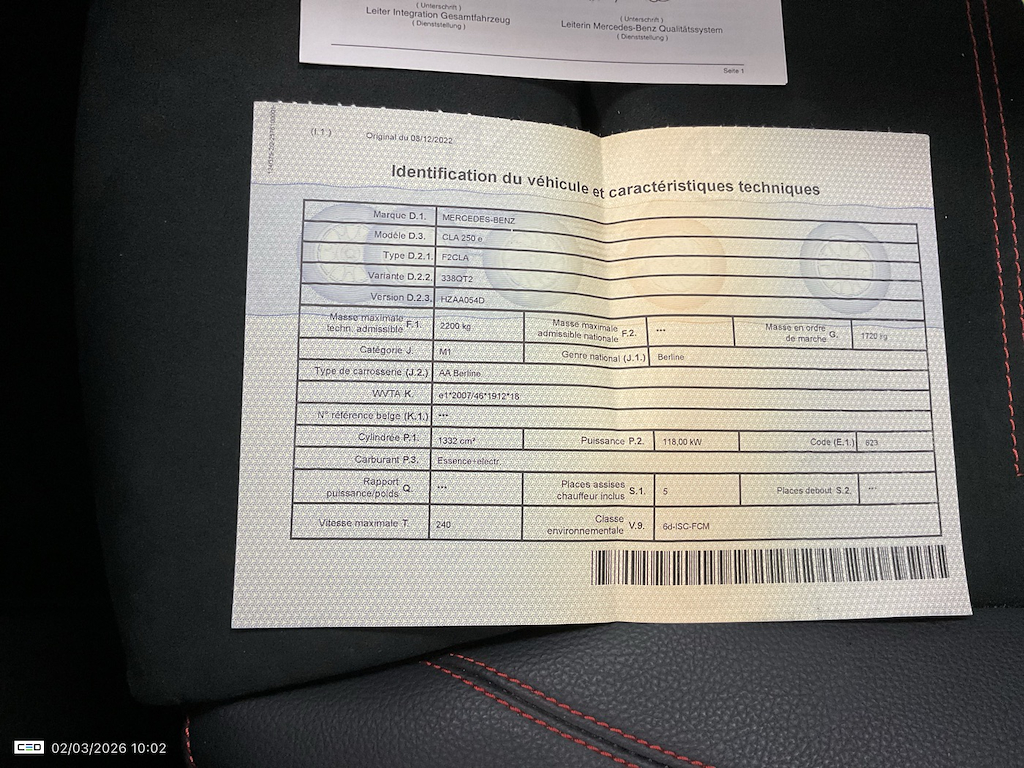 ( Unterschrift )
Leiter Integration Gesamtfahrzeug
( Dienststellung )
( Unterschrift )
Leiterin Mercedes-Benz Qualitätssystem
( Dienststellung )
Seite 1
(I.1) Original du 08/12/2022
Identification du véhicule et caractéristiques techniques
Marque D.1. MERCEDES-BENZ
Modèle D.3. CLA 250 e
Type D.2.1. F2CLA
Variante D.2.2. 338QT2
Version D.2.3. HZAA054D
Masse maximale techn. admissible F.1. 2200 kg Masse maximale admissible nationale F.2. *** Masse en ordre de marche G. 1720 kg
Catégorie J. M1 Genre national (J.1.) Berline
Type de carrosserie (J.2.) AA Berline
WVTA K. e1*2007/46*1912*18
N° référence belge (K.1.) ***
Cylindrée P.1. 1332 cm³ Puissance P.2. 118,00 kW Code (E.1.) 623
Carburant P.3. Essence+électr.
Rapport puissance/poids Q. *** Places assises chauffeur inclus S.1. 5 Places debout S.2. ***
Vitesse maximale T. 240 Classe environnementale V.9. 6d-ISC-FCM
CEO 02/03/2026 10:02